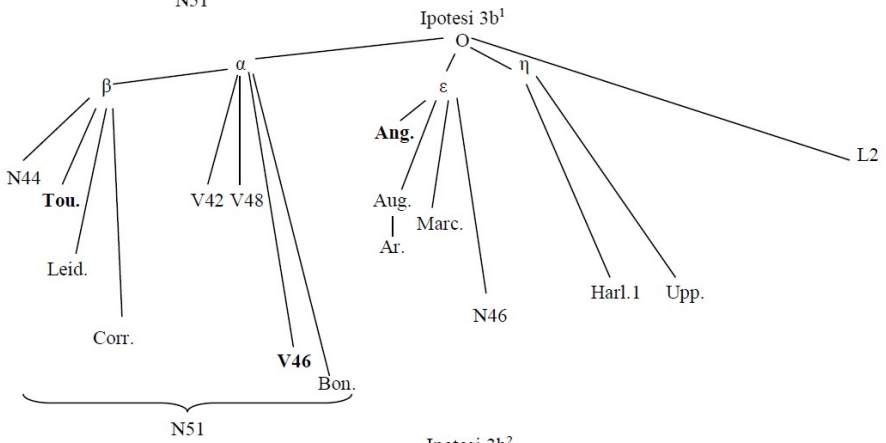 N51
Ipotesi 3b¹
O
α
η
β
ε
Ang.
L2
N44
Tou.
V42 V48
Aug.
Marc.
Ar.
Leid.
Harl.1 Upp.
N46
Corr.
V46
Bon.
N51
Ipotesi 3b²